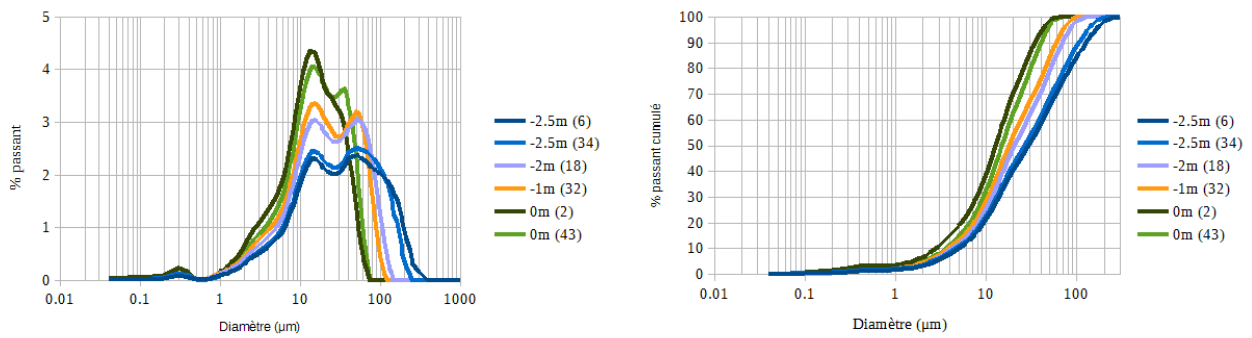 5
4
3
2
1
0
% passant
0.01
0.1
1
10
100
1000
Diamètre (µm)
-2.5m (6)
-2.5m (34)
-2m (18)
-1m (32)
0m (2)
0m (43)
100
90
80
70
60
50
40
30
20
10
0
% passant cumulé
0.01
0.1
1
10
100
Diamètre (µm)
-2.5m (6)
-2.5m (34)
-2m (18)
-1m (32)
0m (2)
0m (43)